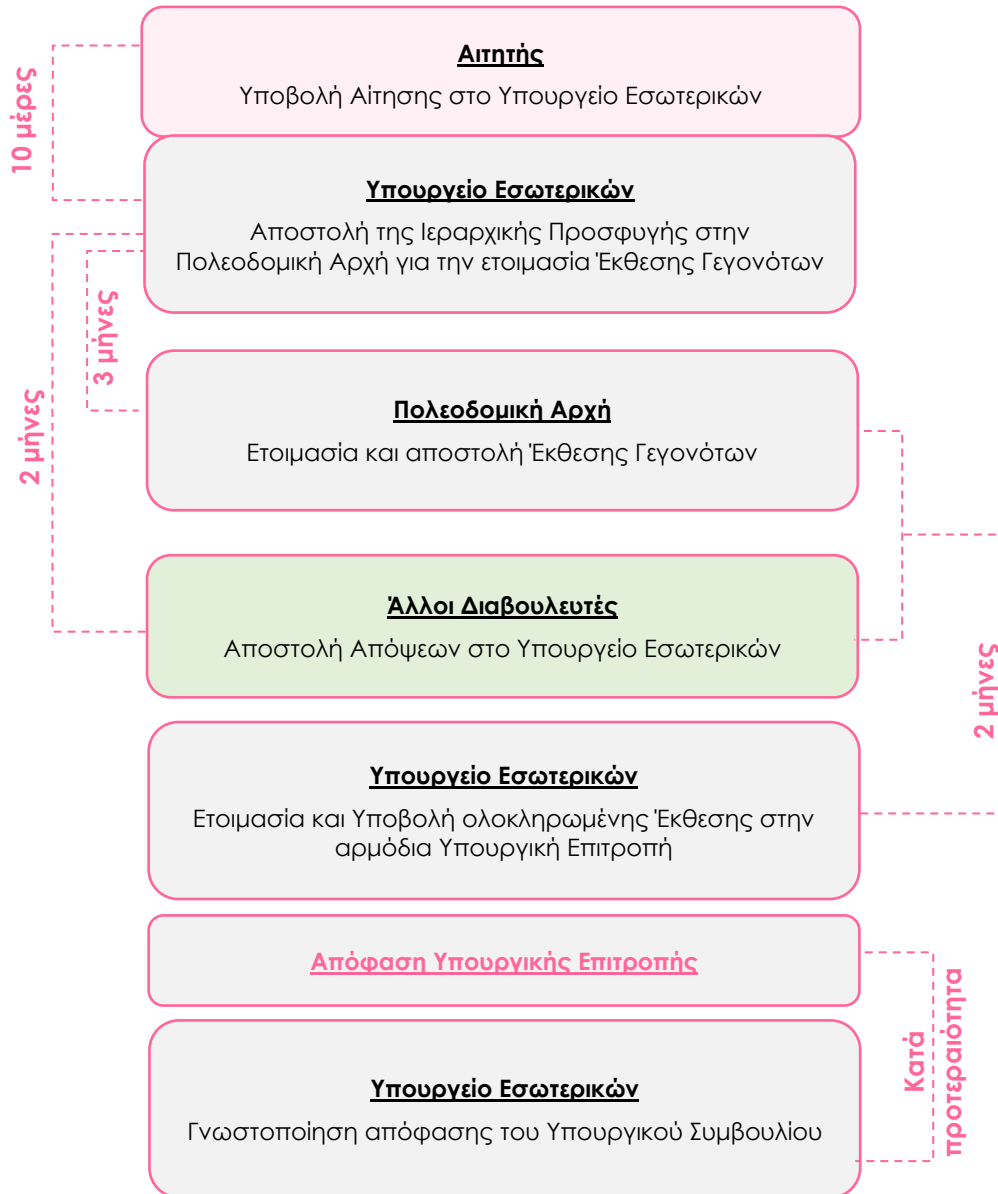 10 μέρες
Αιτητής
Υποβολή Αίτησης στο Υπουργείο Εσωτερικών
Υπουργείο Εσωτερικών
Αποστολή της Ιεραρχικής Προσφυγής στην
Πολεοδομική Αρχή για την ετοιμασία Έκθεσης Γεγονότων
3 μήνες
2 μήνες
Πολεοδομική Αρχή
Ετοιμασία και αποστολή Έκθεσης Γεγονότων
Άλλοι Διαβουλευτές
Αποστολή Απόψεων στο Υπουργείο Εσωτερικών
2 μήνες
Υπουργείο Εσωτερικών
Ετοιμασία και Υποβολή ολοκληρωμένης Έκθεσης στην
αρμόδια Υπουργική Επιτροπή
Απόφαση Υπουργικής Επιτροπής
Κατά
προτεραιότητα
Υπουργείο Εσωτερικών
Γνωστοποίηση απόφασης του Υπουργικού Συμβουλίου